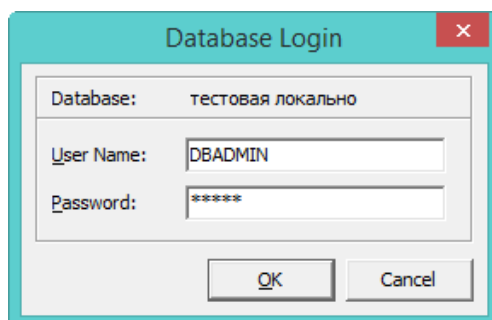 Database Login
Database: тестовая локально
User Name: DBADMIN
Password: *****
OK Cancel